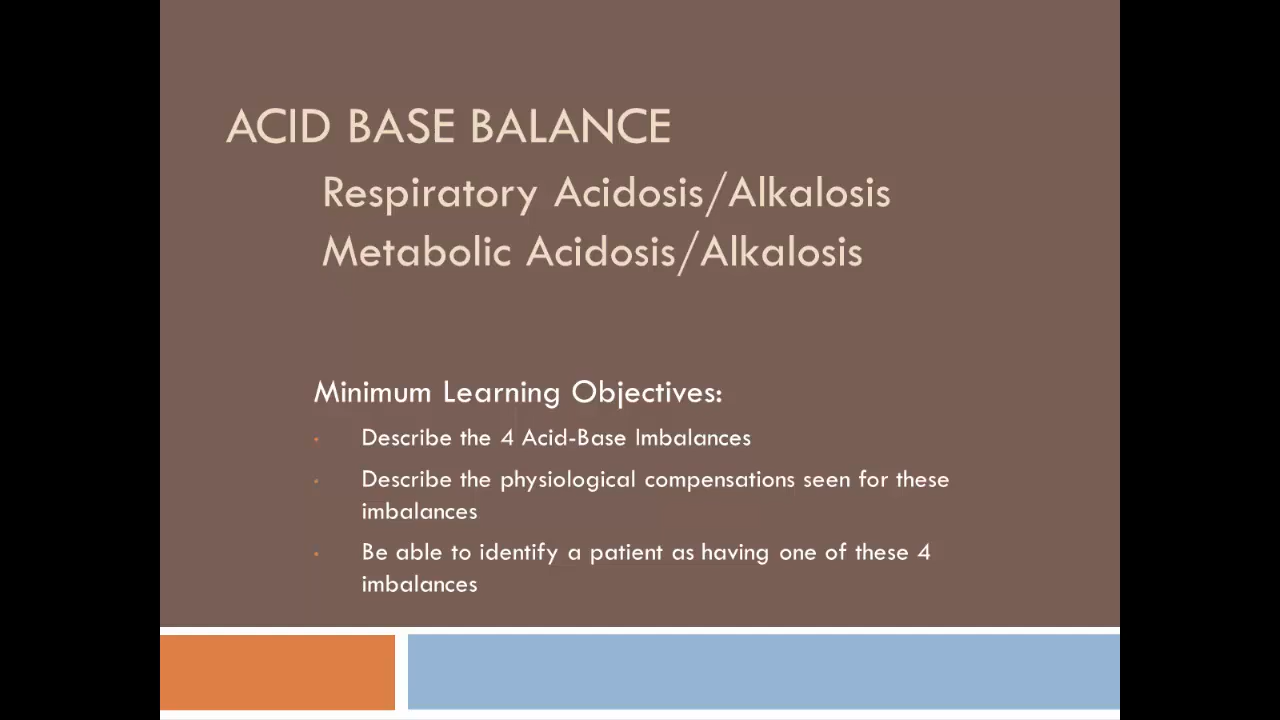 ACID BASE BALANCE
Respiratory Acidosis/Alkalosis
Metabolic Acidosis/Alkalosis
Minimum Learning Objectives:
• Describe the 4 Acid-Base Imbalances
• Describe the physiological compensations seen for these
imbalances
• Be able to identify a patient as having one of these 4
imbalances